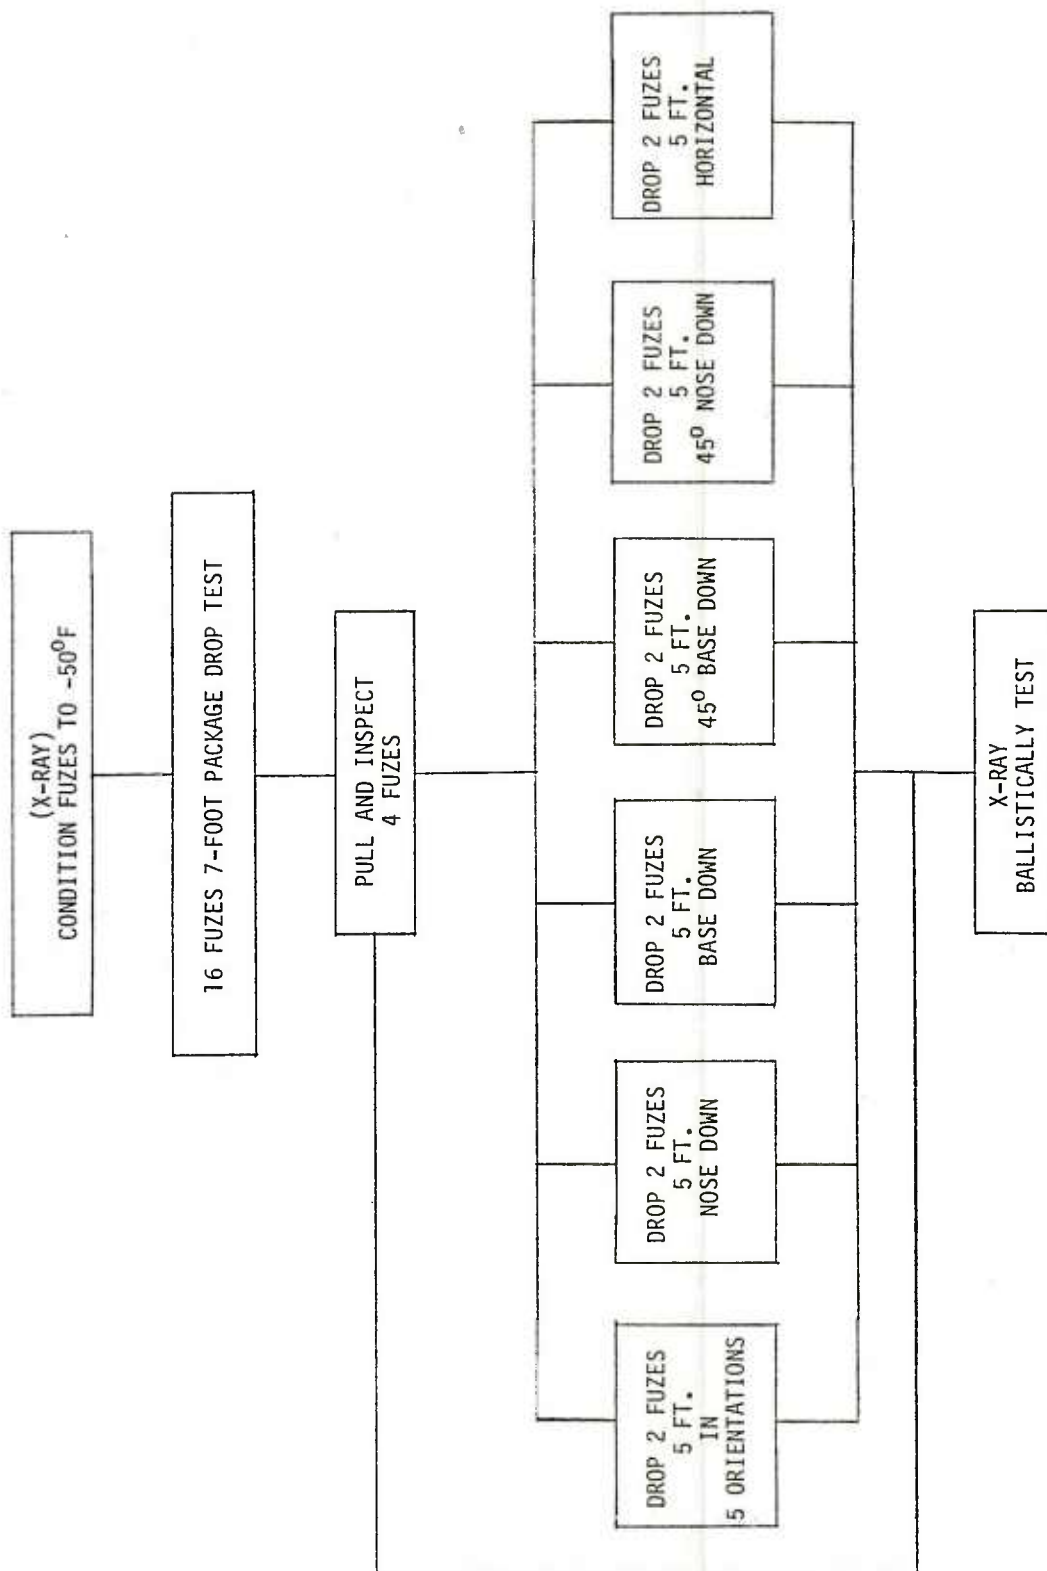 (X-RAY)
CONDITION FUZES TO -50⁰F
16 FUZES 7-FOOT PACKAGE DROP TEST
PULL AND INSPECT
4 FUZES
DROP 2 FUZES
5 FT.
IN
5 ORIENTATIONS
DROP 2 FUZES
5 FT.
NOSE DOWN
DROP 2 FUZES
5 FT.
BASE DOWN
DROP 2 FUZES
5 FT.
45⁰ BASE DOWN
DROP 2 FUZES
5 FT.
45⁰ NOSE DOWN
DROP 2 FUZES
5 FT.
HORIZONTAL
X-RAY
BALLISTICALLY TEST